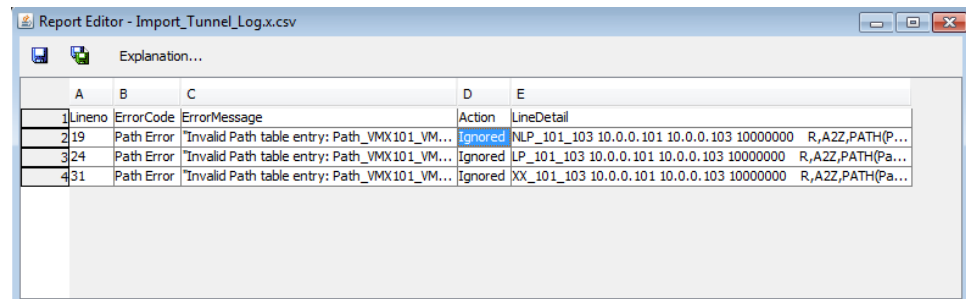 Report Editor - Import_Tunnel_Log.x.csv
Explanation...
A B C D E
1 Lineno ErrorCode ErrorMessage Action LineDetail
2 19 Path Error "Invalid Path table entry: Path_VMX101_VM... Ignored NLP_101_103 10.0.0.101 10.0.0.103 10000000 R,A2Z,PATH(P...
3 24 Path Error "Invalid Path table entry: Path_VMX101_VM... Ignored LP_101_103 10.0.0.101 10.0.0.103 10000000 R,A2Z,PATH(Pa...
4 31 Path Error "Invalid Path table entry: Path_VMX101_VM... Ignored XX_101_103 10.0.0.101 10.0.0.103 10000000 R,A2Z,PATH(Pa...